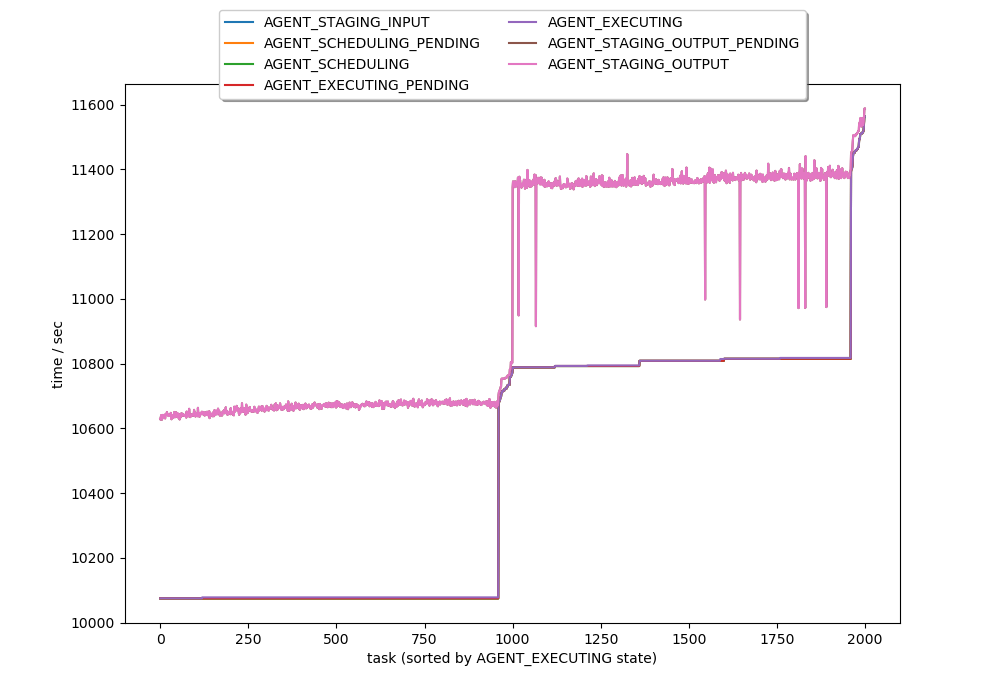 AGENT_STAGING_INPUT
AGENT_SCHEDULING_PENDING
AGENT_SCHEDULING
AGENT_EXECUTING_PENDING
AGENT_EXECUTING
AGENT_STAGING_OUTPUT_PENDING
AGENT_STAGING_OUTPUT
time / sec
11600
11400
11200
11000
10800
10600
10400
10200
10000
0 250 500 750 1000 1250 1500 1750 2000
task (sorted by AGENT_EXECUTING state)